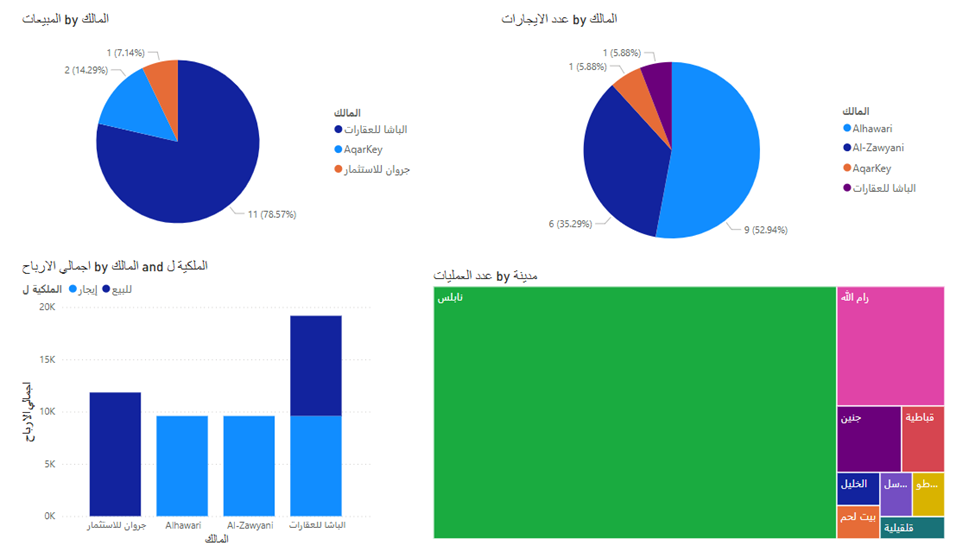 المبيعات by المالك
1 (7.14%)
2 (14.29%)
11 (78.57%)
المالك
الباشا للعقارات
AqarKey
جروان للاستثمار
عدد الايجارات by المالك
1 (5.88%)
1 (5.88%)
6 (35.29%)
9 (52.94%)
المالك
Alhawari
Al-Zawyani
AqarKey
الباشا للعقارات
اجمالي الارباح by المالك and الملكية ل
الملكية ل إيجار للبيع
20K
15K
10K
5K
0K
اجمالي الارباح
جروان للاستثمار Alhawari Al-Zawyani الباشا للعقارات
المالك
عدد العمليات by مدينة
نابلس
رام الله
جنين
قباطية
الخليل
سل...
طو...
بيت لحم
قلقيلية